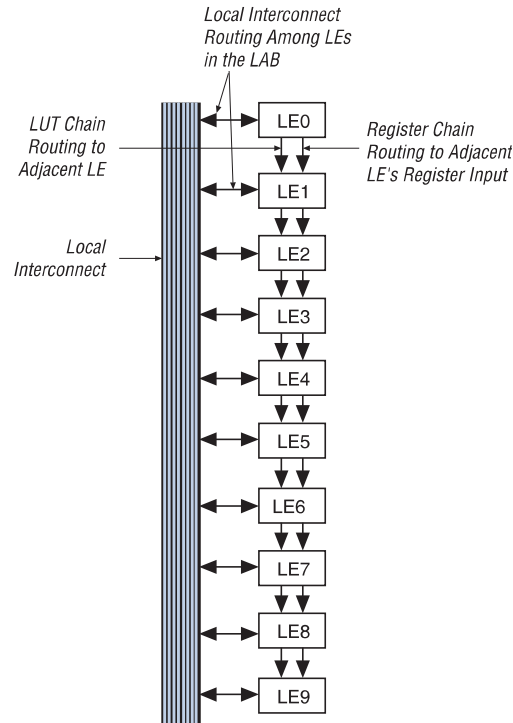 Local Interconnect
Routing Among LEs
in the LAB
LUT Chain
Routing to
Adjacent LE
Register Chain
Routing to Adjacent
LE's Register Input
Local
Interconnect
LE0
LE1
LE2
LE3
LE4
LE5
LE6
LE7
LE8
LE9